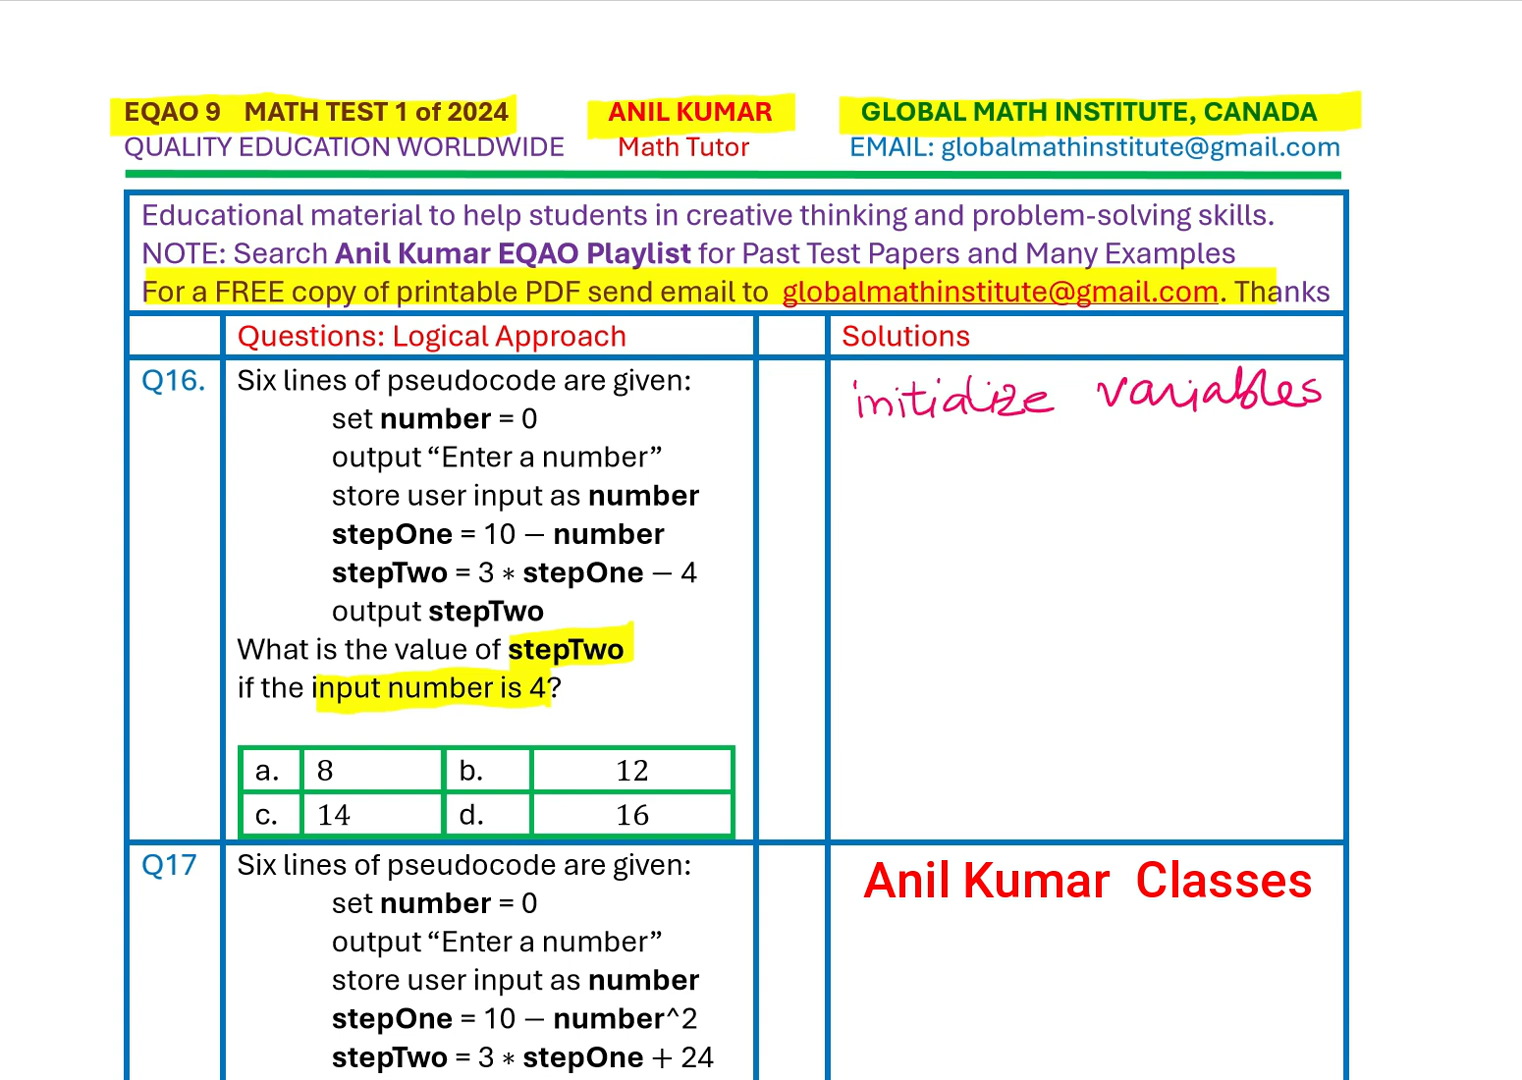 EQAO 9 MATH TEST 1 of 2024 ANIL KUMAR GLOBAL MATH INSTITUTE, CANADA
QUALITY EDUCATION WORLDWIDE Math Tutor EMAIL: globalmathinstitute@gmail.com
Educational material to help students in creative thinking and problem-solving skills.
NOTE: Search Anil Kumar EQAO Playlist for Past Test Papers and Many Examples
For a FREE copy of printable PDF send email to globalmathinstitute@gmail.com. Thanks
Questions: Logical Approach Solutions
Q16. Six lines of pseudocode are given: initialize variables
set number = 0
output “Enter a number”
store user input as number
stepOne = 10 − number
stepTwo = 3 * stepOne − 4
output stepTwo
What is the value of stepTwo
if the input number is 4?
a. 8 b. 12
c. 14 d. 16
Q17 Six lines of pseudocode are given: Anil Kumar Classes
set number = 0
output “Enter a number”
store user input as number
stepOne = 10 − number^2
stepTwo = 3 * stepOne + 24